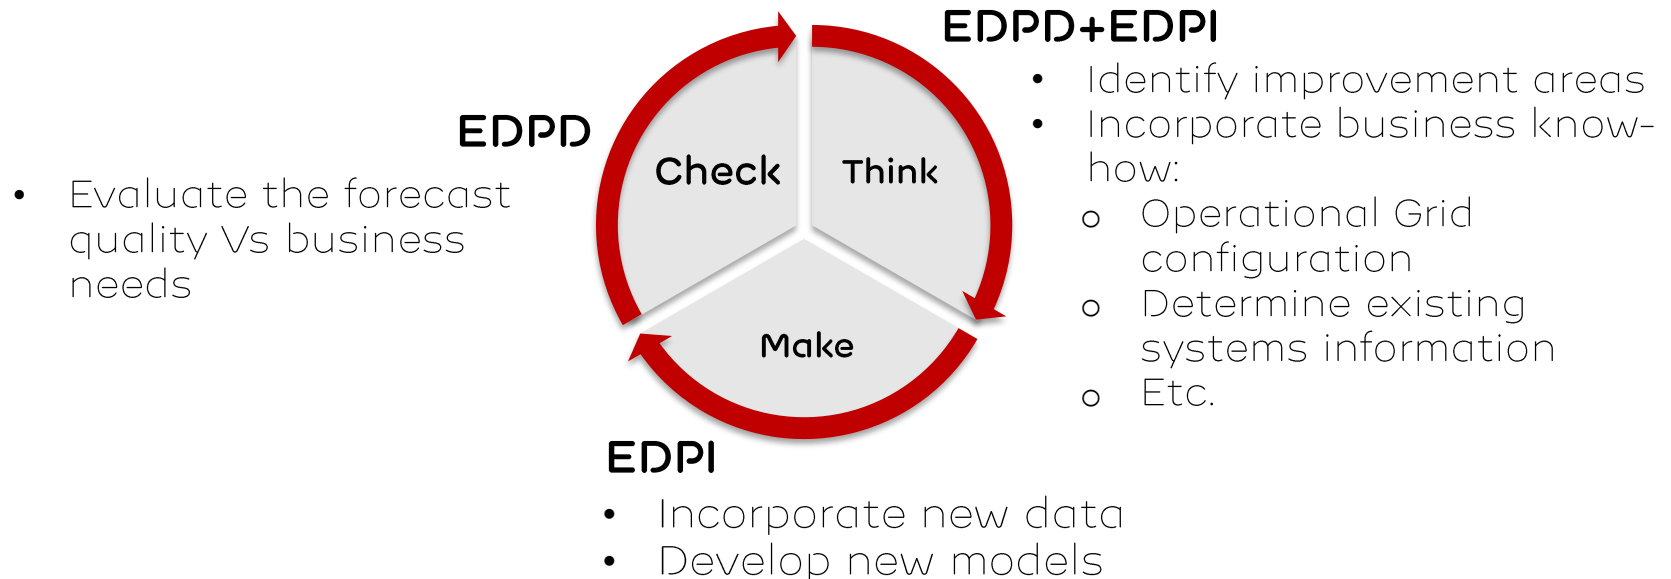 EDPD+EDPI
• Identify improvement areas
• Incorporate business know-
how:
o Operational Grid
configuration
o Determine existing
systems information
o Etc.
EDPD
• Evaluate the forecast
quality Vs business
needs
Check
Think
Make
EDPI
• Incorporate new data
• Develop new models